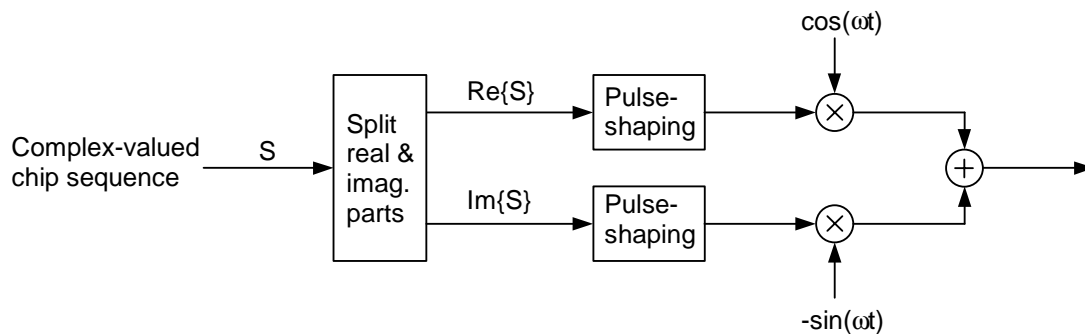 cos(ωt)
Complex-valued
chip sequence
S
Split
real &
imag.
parts
Re{S}
Pulse-
shaping
Im{S}
Pulse-
shaping
-sin(ωt)